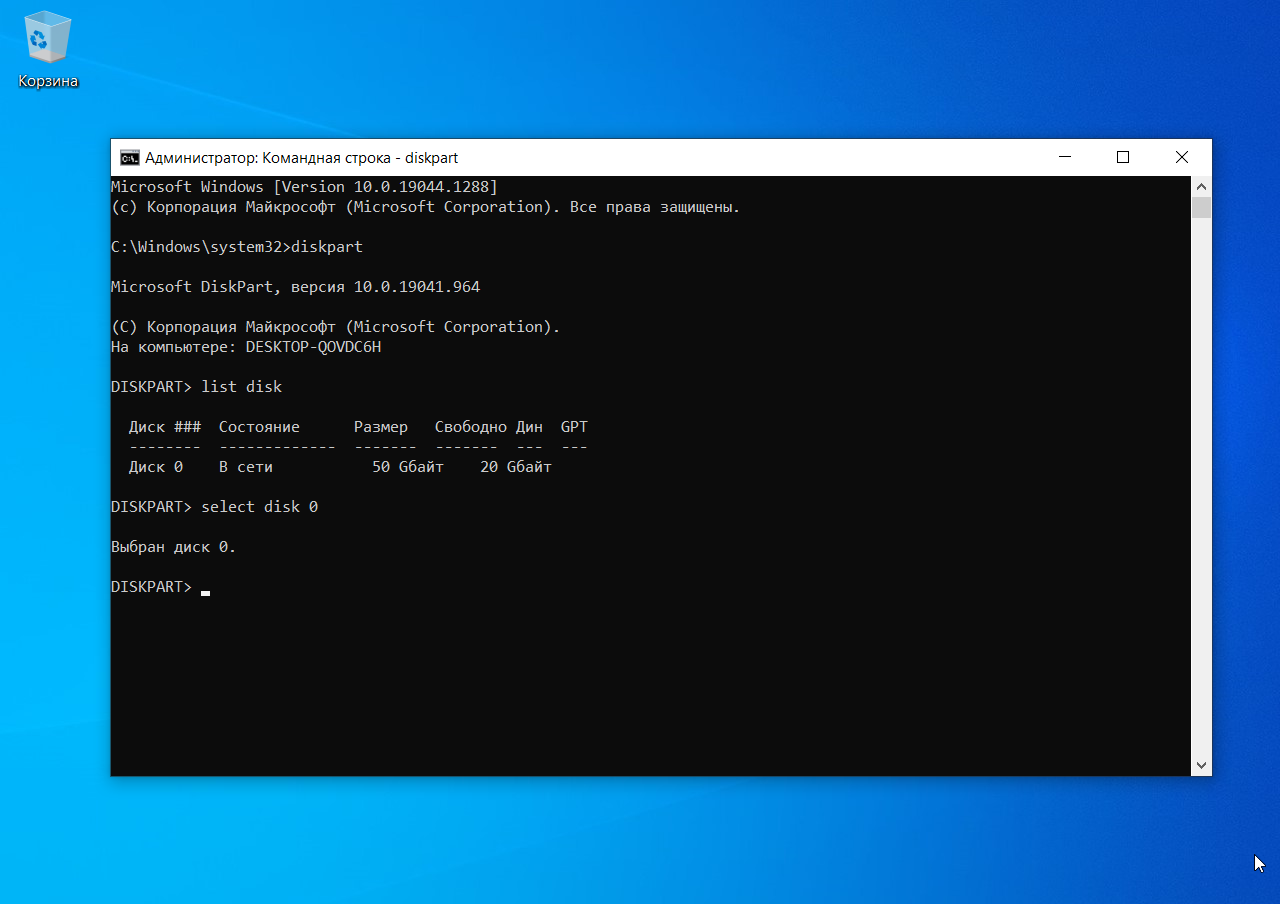 Корзина
Администратор: Командная строка - diskpart
Microsoft Windows [Version 10.0.19044.1288]
(c) Корпорация Майкрософт (Microsoft Corporation). Все права защищены.
C:\Windows\system32>diskpart
Microsoft DiskPart, версия 10.0.19041.964
(C) Корпорация Майкрософт (Microsoft Corporation).
На компьютере: DESKTOP-QOVDC6H
DISKPART> list disk
Диск ###  Состояние      Размер   Свободно Дин  GPT
--------  -------------  -------  -------  ---  ---
Диск 0    В сети           50 Gбайт    20 Gбайт
DISKPART> select disk 0
Выбран диск 0.
DISKPART>